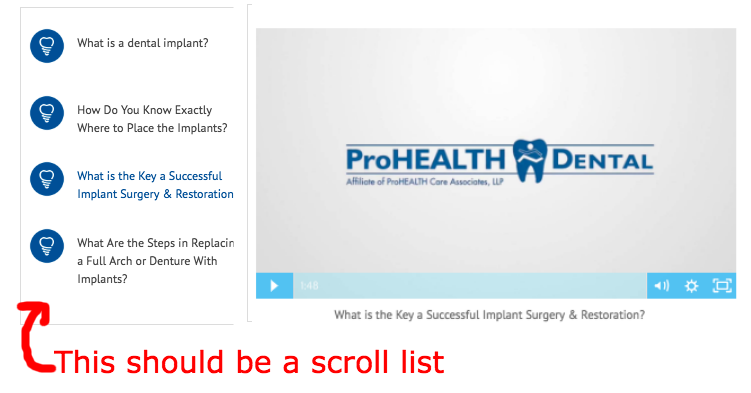 What is a dental implant?
How Do You Know Exactly
Where to Place the Implants?
What is the Key a Successful
Implant Surgery & Restoration
What Are the Steps in Replacin
a Full Arch or Denture With
Implants?
PROHEALTH DENTAL
Affiliate of ProHEALTH Care Associates, LLP
1:48
What is the Key a Successful Implant Surgery & Restoration?
This should be a scroll list